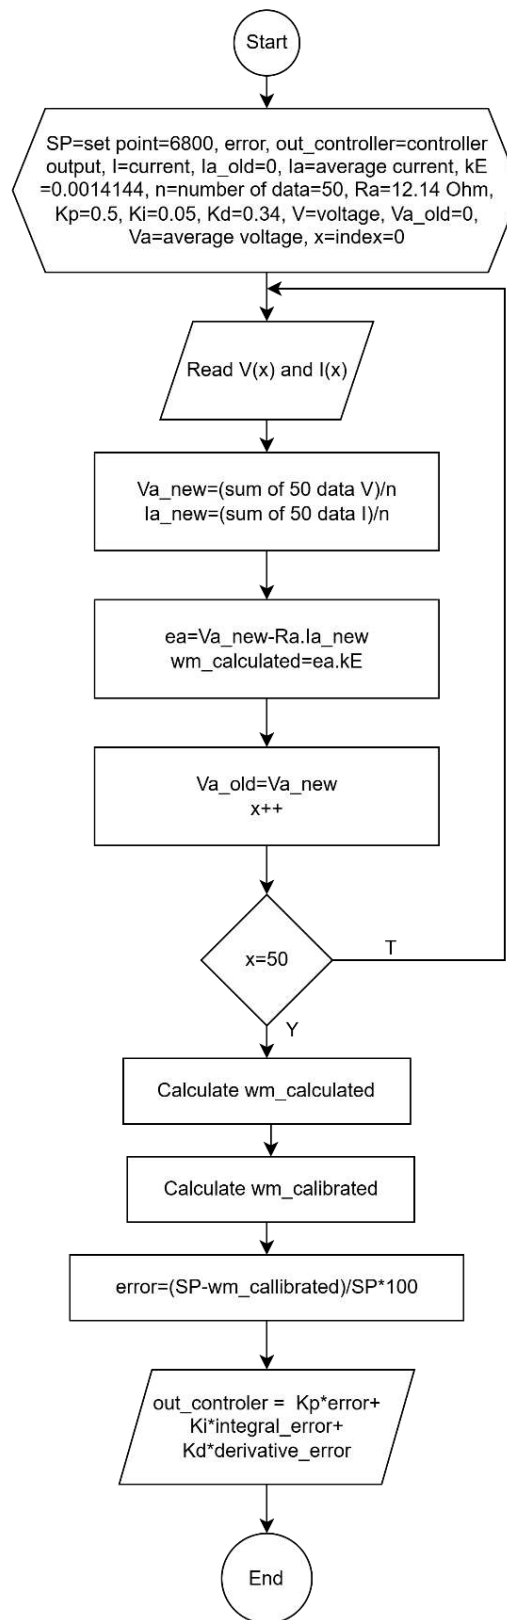 Start
SP=set point=6800, error, out_controller=controller
output, I=current, Ia_old=0, Ia=average current, kE
=0.0014144, n=number of data=50, Ra=12.14 Ohm,
Kp=0.5, Ki=0.05, Kd=0.34, V=voltage, Va_old=0,
Va=average voltage, x=index=0
Read V(x) and I(x)
Va_new=(sum of 50 data V)/n
Ia_new=(sum of 50 data I)/n
ea=Va_new-Ra.Ia_new
wm_calculated=ea.kE
Va_old=Va_new
x++
x=50
T
Y
Calculate wm_calculated
Calculate wm_calibrated
error=(SP-wm_callibrated)/SP*100
out_controler = Kp*error+
Ki*integral_error+
Kd*derivative_error
End